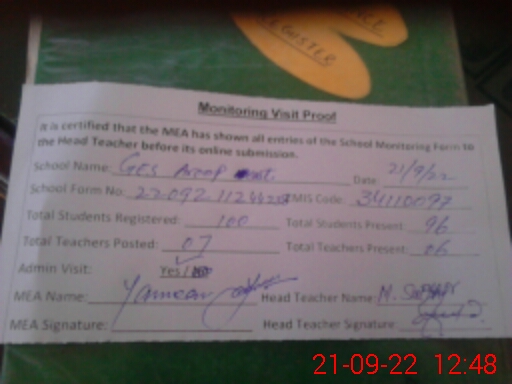 REGISTER
Monitoring Visit Proof
It is certified that the MEA has shown all entries of the School Monitoring Form to
the Head Teacher before its online submission.
School Name: GES Date: 21/9/22
School Form No: EMIS Code: 34110097
Total Students Registered: 100 Total Students Present: 96
Total Teachers Posted: 07 Total Teachers Present: 06
Admin Visit: Yes / No
MEA Name: Head Teacher Name: M.
MEA Signature: Head Teacher Signature
21-09-22 12:48